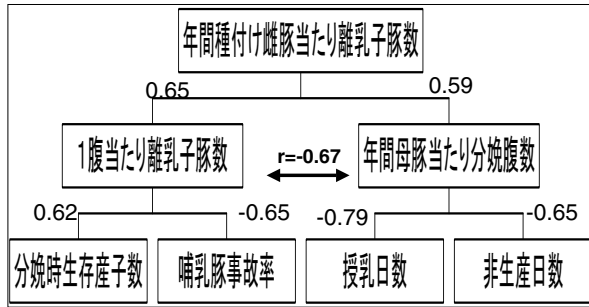 年間種付け雌豚当たり離乳子豚数
0.65
0.59
1腹当たり離乳子豚数
r=-0.67
年間母豚当たり分娩腹数
0.62
-0.65
-0.79
-0.65
分娩時生存産子数
哺乳豚事故率
授乳日数
非生産日数